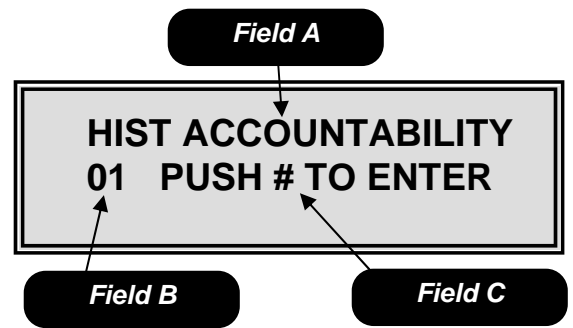 Field A
HIST ACCOUNTABILITY
01 PUSH # TO ENTER
Field B
Field C